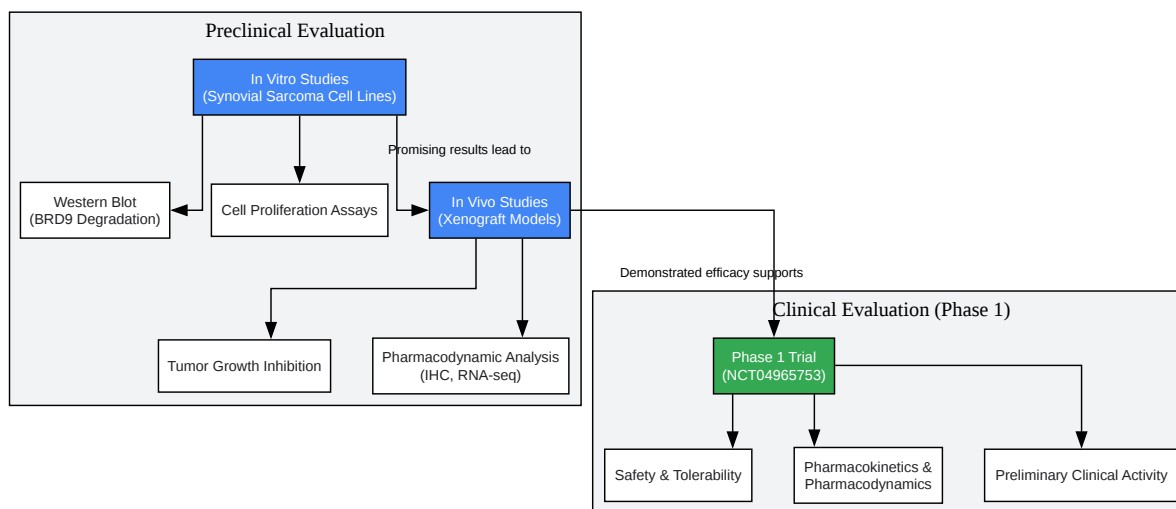 Preclinical Evaluation
In Vitro Studies
(Synovial Sarcoma Cell Lines)
Promising results lead to
Western Blot
(BRD9 Degradation)
Cell Proliferation Assays
In Vivo Studies
(Xenograft Models)
Demonstrated efficacy supports
Tumor Growth Inhibition
Pharmacodynamic Analysis
(IHC, RNA-seq)
Clinical Evaluation (Phase 1)
Phase 1 Trial
(NCT04965753)
Safety & Tolerability
Pharmacokinetics &
Pharmacodynamics
Preliminary Clinical Activity